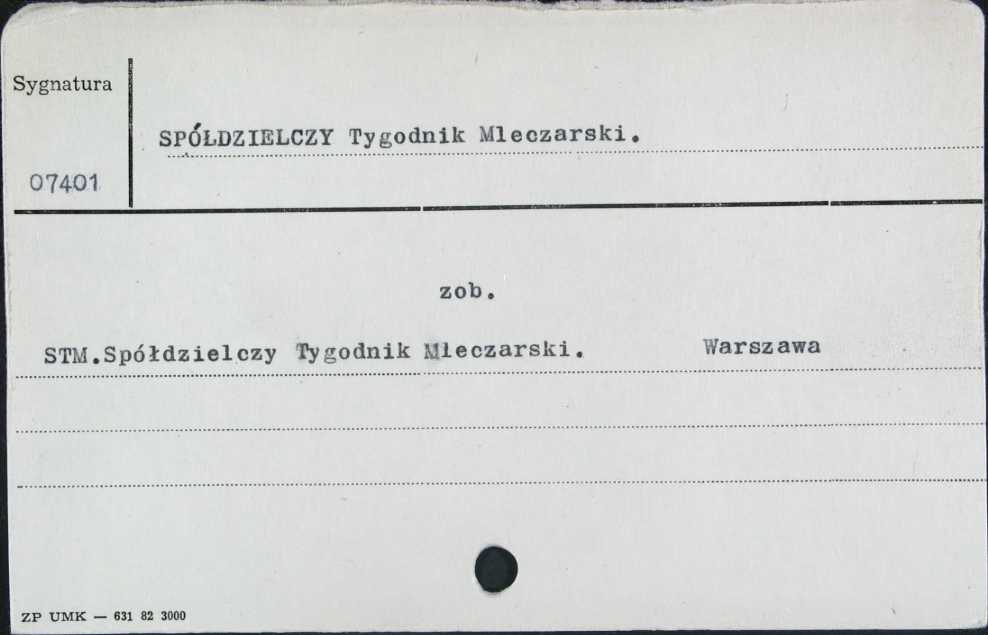 Sygnatura
SPÓŁDZIELCZY Tygodnik Mleczarski.
07401
zob.
STM.Spółdzielczy Tygodnik Mleczarski. Warszawa
ZP UMK — 631 82 3000